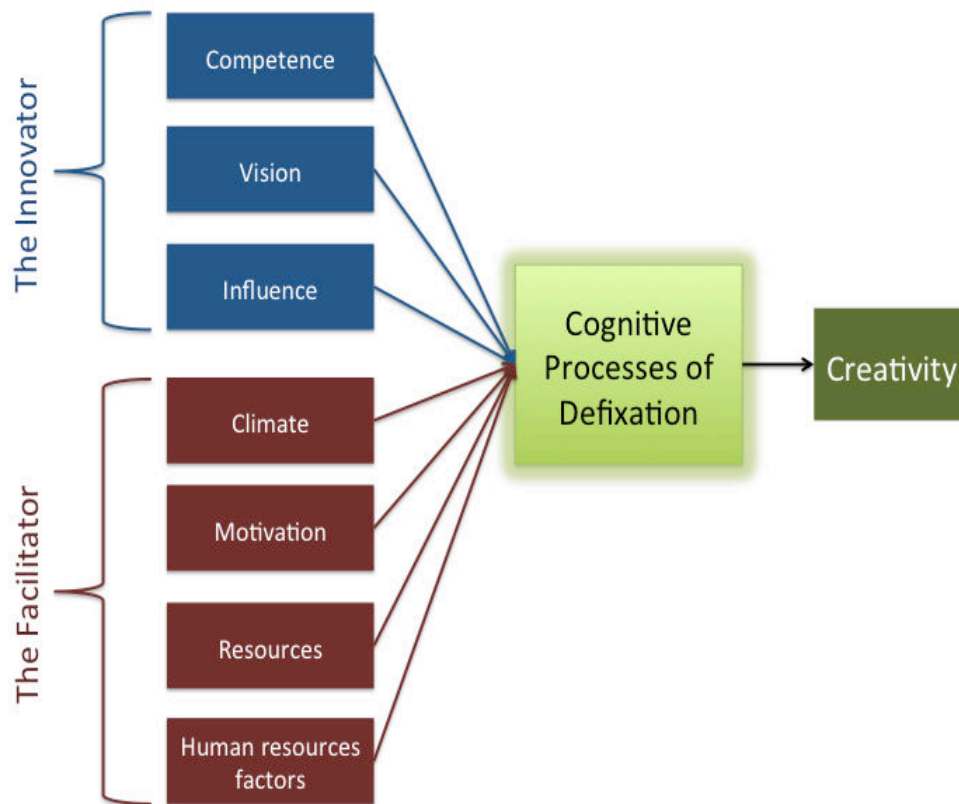 The Innovator
Competence
Vision
Influence
The Facilitator
Climate
Motivation
Resources
Human resources
factors
Cognitive
Processes of
Defixation
Creativity